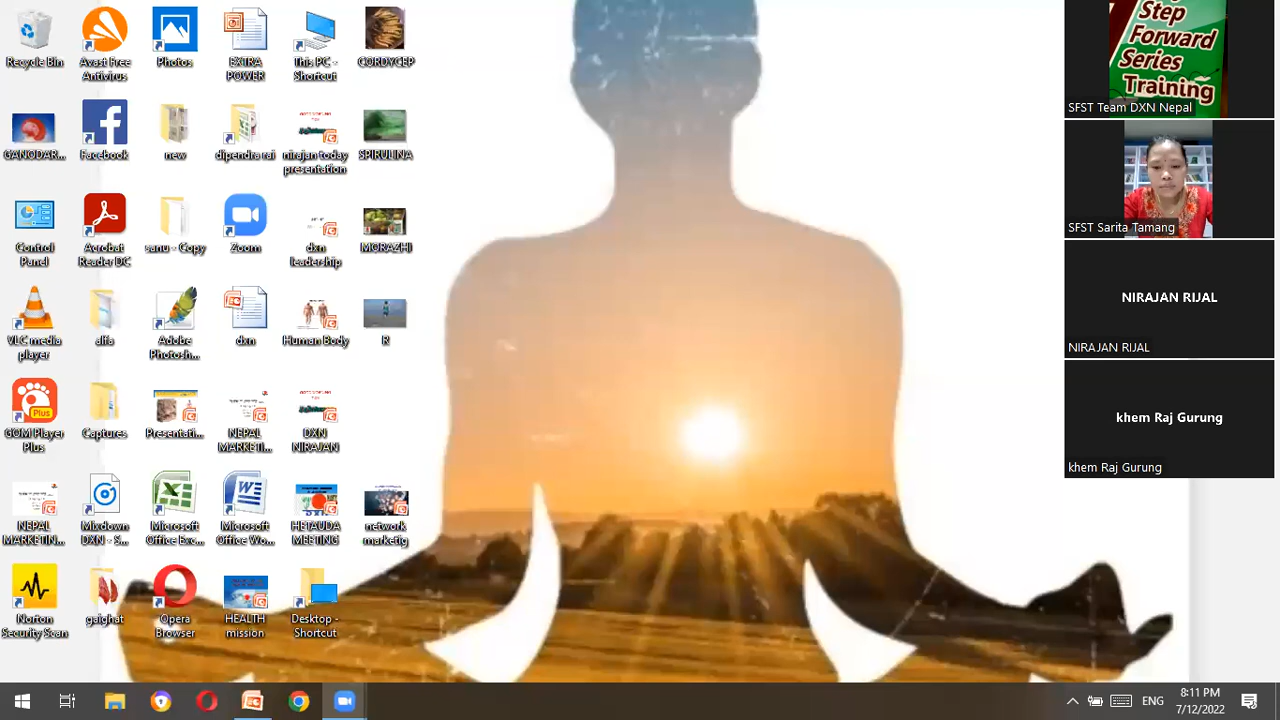 Recycle Bin
Avast Free
Antivirus
Photos
EXTRA
POWER
This PC -
Shortcut
CORDYCEP
GANODAR...
Facebook
new
dipendra rai
nirajan today
presentation
SPIRULINA
Control
Panel
Acrobat
Reader DC
sanu - Copy
Zoom
dxn
leadership
MORAZHI
VLC media
player
alfa
Adobe
Photosh...
dxn
Human Body
R
GOM Player
Plus
Captures
Presentati...
NEPAL
MARKETI...
DXN
NIRAJAN
NEPAL
MARKETIN...
Mixdown
DXN - S...
Microsoft
Office Exc...
Microsoft
Office Wo...
HETAUDA
MEETING
network
marketig
Norton
Security Scan
gaighat
Opera
Browser
HEALTH
mission
Desktop -
Shortcut
Step
Forward
Series
Training
SFST Team DXN Nepal
SFST Sarita Tamang
NIRAJAN RIJAL
NIRAJAN RIJAL
khem Raj Gurung
khem Raj Gurung
ENG
8:11 PM
7/12/2022